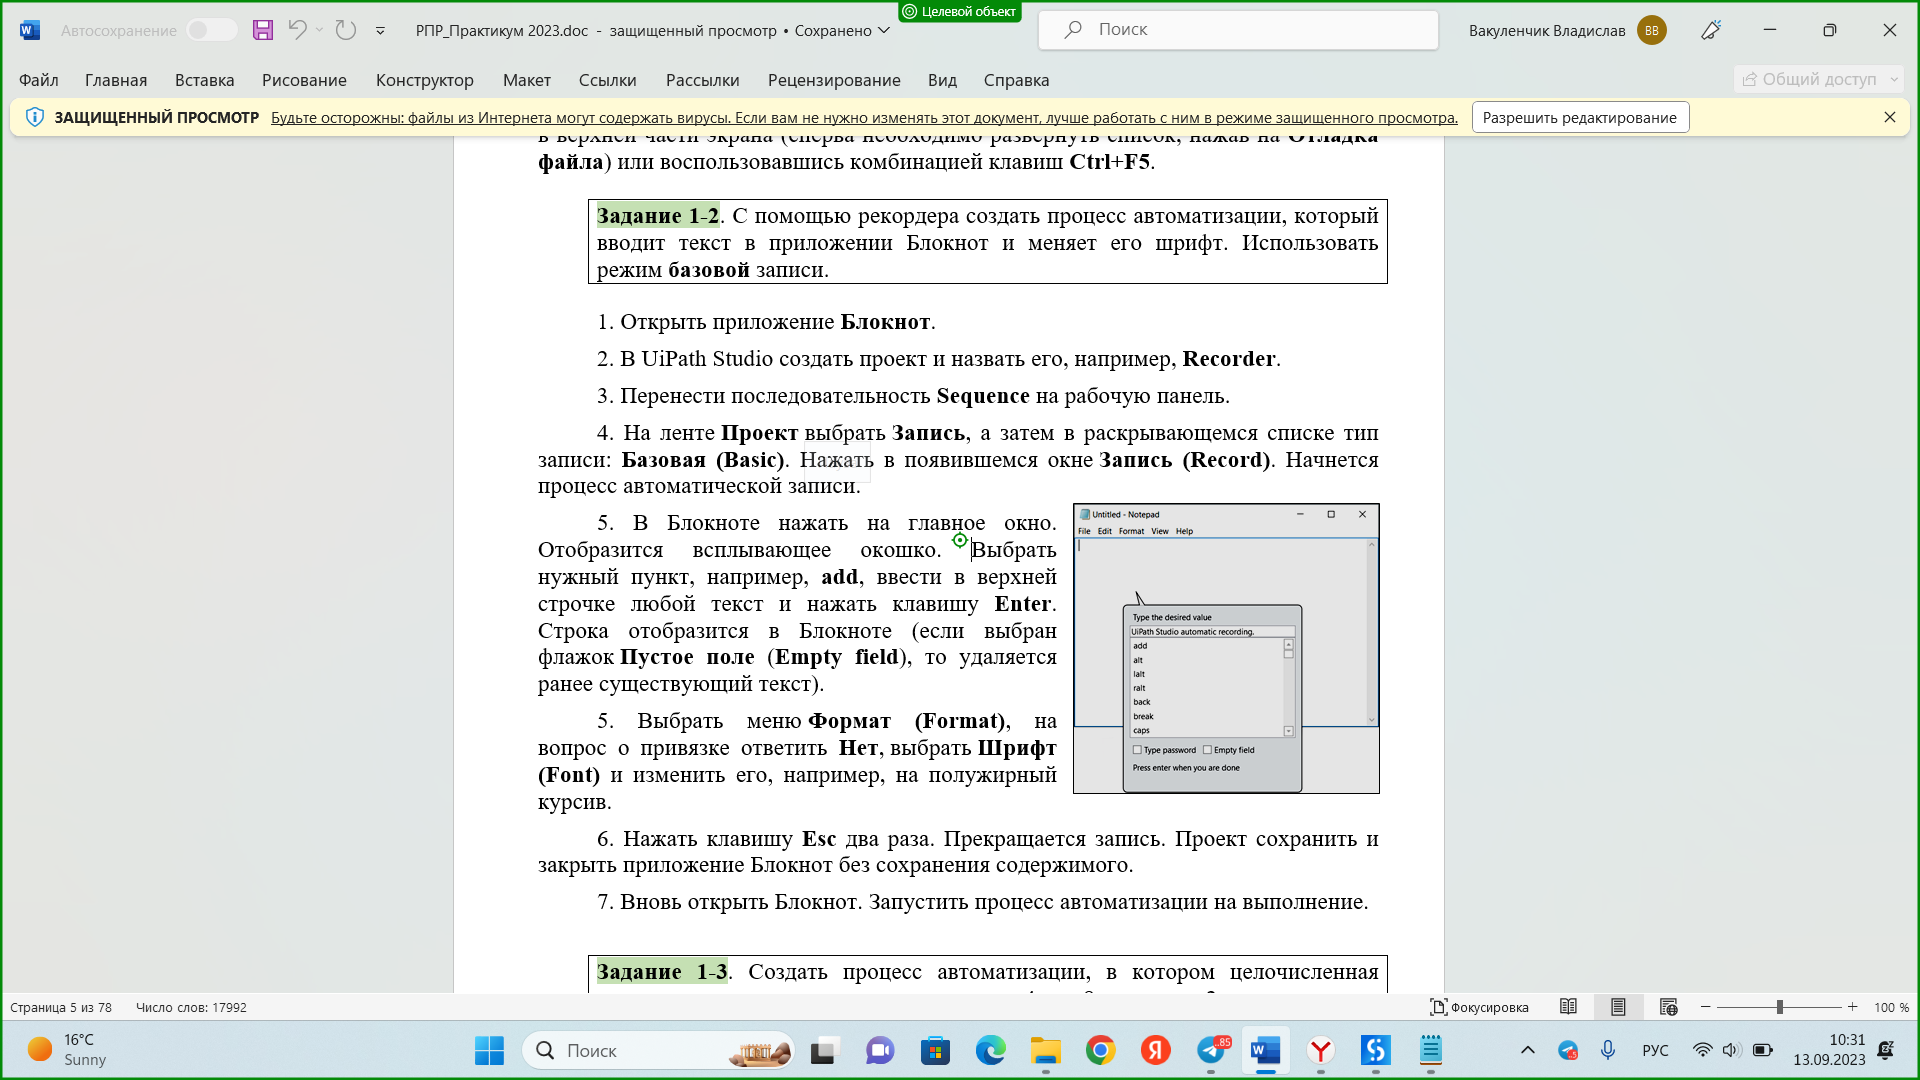 Целевой объект
Автосохранение
РПР_Практикум 2023.doc - защищенный просмотр • Сохранено
Поиск
Вакуленчик Владислав
ВВ
Файл Главная Вставка Рисование Конструктор Макет Ссылки Рассылки Рецензирование Вид Справка
Общий доступ
ЗАЩИЩЕННЫЙ ПРОСМОТР Будьте осторожны: файлы из Интернета могут содержать вирусы. Если вам не нужно изменять этот документ, лучше работать с ним в режиме защищенного просмотра. Разрешить редактирование
в верхней части экрана (сперва необходимо развернуть список, нажав на Отладка
файла) или воспользовавшись комбинацией клавиш Ctrl+F5.
Задание 1-2. С помощью рекордера создать процесс автоматизации, который
вводит текст в приложении Блокнот и меняет его шрифт. Использовать
режим базовой записи.
1. Открыть приложение Блокнот.
2. В UiPath Studio создать проект и назвать его, например, Recorder.
3. Перенести последовательность Sequence на рабочую панель.
4. На ленте Проект выбрать Запись, а затем в раскрывающемся списке тип
записи: Базовая (Basic). Нажать в появившемся окне Запись (Record). Начнется
процесс автоматической записи.
5. В Блокноте нажать на главное окно.
Отобразится всплывающее окошко. Выбрать
нужный пункт, например, add, ввести в верхней
строчке любой текст и нажать клавишу Enter.
Строка отобразится в Блокноте (если выбран
флажок Пустое поле (Empty field), то удаляется
ранее существующий текст).
5. Выбрать меню Формат (Format), на
вопрос о привязке ответить Нет, выбрать Шрифт
(Font) и изменить его, например, на полужирный
курсив.
Untitled - Notepad
File Edit Format View Help
Type the desired value
UiPath Studio automatic recording.
add
alt
lalt
ralt
back
break
caps
Type password Empty field
Press enter when you are done
6. Нажать клавишу Esc два раза. Прекращается запись. Проект сохранить и
закрыть приложение Блокнот без сохранения содержимого.
7. Вновь открыть Блокнот. Запустить процесс автоматизации на выполнение.
Задание 1-3. Создать процесс автоматизации, в котором целочисленная
Страница 5 из 78 Число слов: 17992
Фокусировка
100 %
16°C
Sunny
Поиск
.85
РУС
10:31
13.09.2023